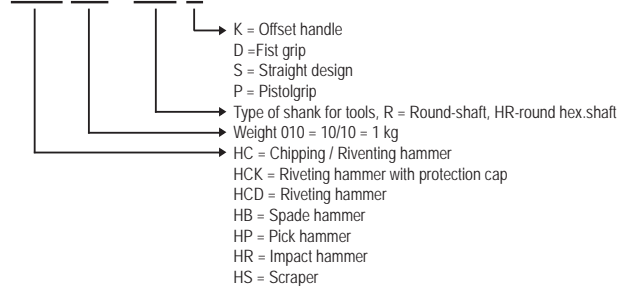 K = Offset handle
D =Fist grip
S = Straight design
P = Pistolgrip
Type of shank for tools, R = Round-shaft, HR-round hex.shaft
Weight 010 = 10/10 = 1 kg
HC = Chipping / Riventing hammer
HCK = Riveting hammer with protection cap
HCD = Riveting hammer
HB = Spade hammer
HP = Pick hammer
HR = Impact hammer
HS = Scraper